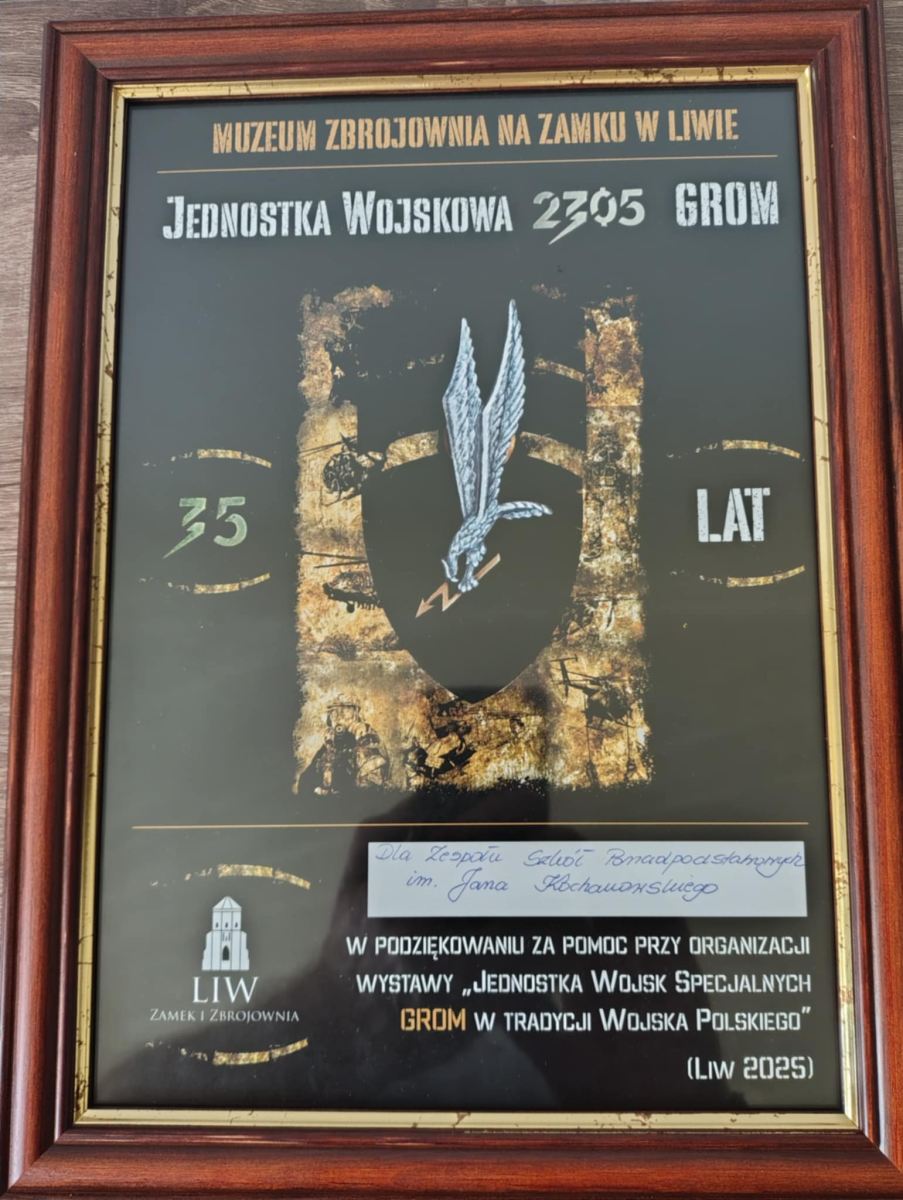 MUZEUM ZBROJOWNIA NA ZAMKU W LIWIE
JEDNOSTKA WOJSKOWA 2305 GROM
35 LAT
Dla Zespołu Szkół Ponadpodstawowych
im. Jana Kochanowskiego
W PODZIĘKOWANIU ZA POMOC PRZY ORGANIZACJI
WYSTAWY „JEDNOSTKA WOJSK SPECJALNYCH
GROM W TRADYCJI WOJSKA POLSKIEGO”
(LIW 2025)
LIW
ZAMEK I ZBROJOWNIA